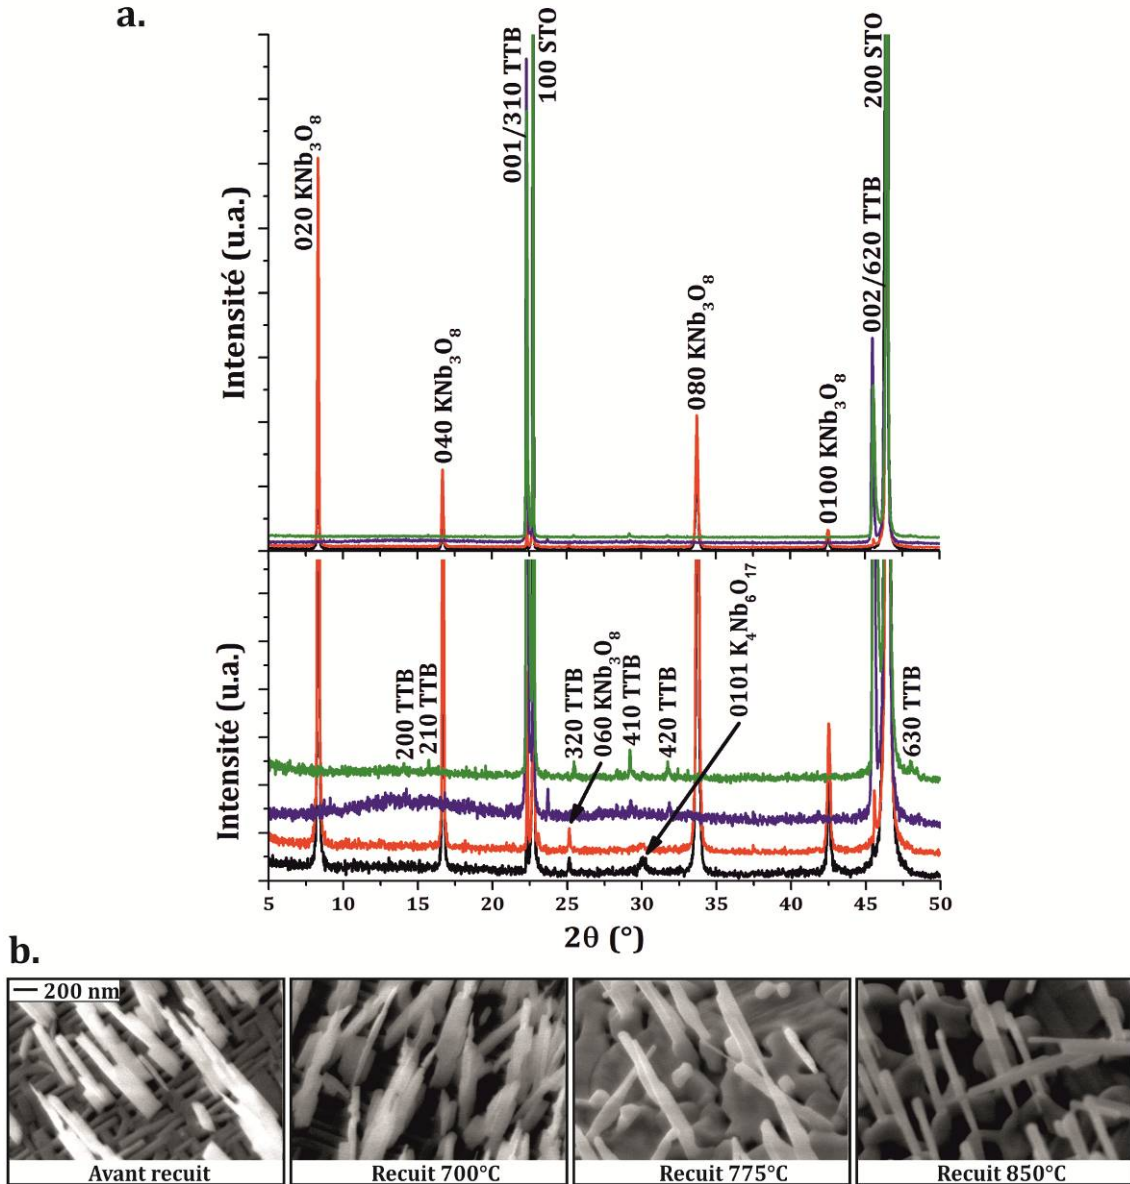 a.
Intensité (u.a.)
020 KNb₃O₈
040 KNb₃O₈
001/310 TTB
100 STO
080 KNb₃O₈
0100 KNb₃O₈
002/620 TTB
200 STO
Intensité (u.a.)
200 TTB
210 TTB
320 TTB
060 KNb₃O₈
410 TTB
420 TTB
0101 K₄Nb₆O₁₇
630 TTB
5 10 15 20 25 30 35 40 45 50
2θ (°)
b.
200 nm
Avant recuit
Recuit 700°C
Recuit 775°C
Recuit 850°C